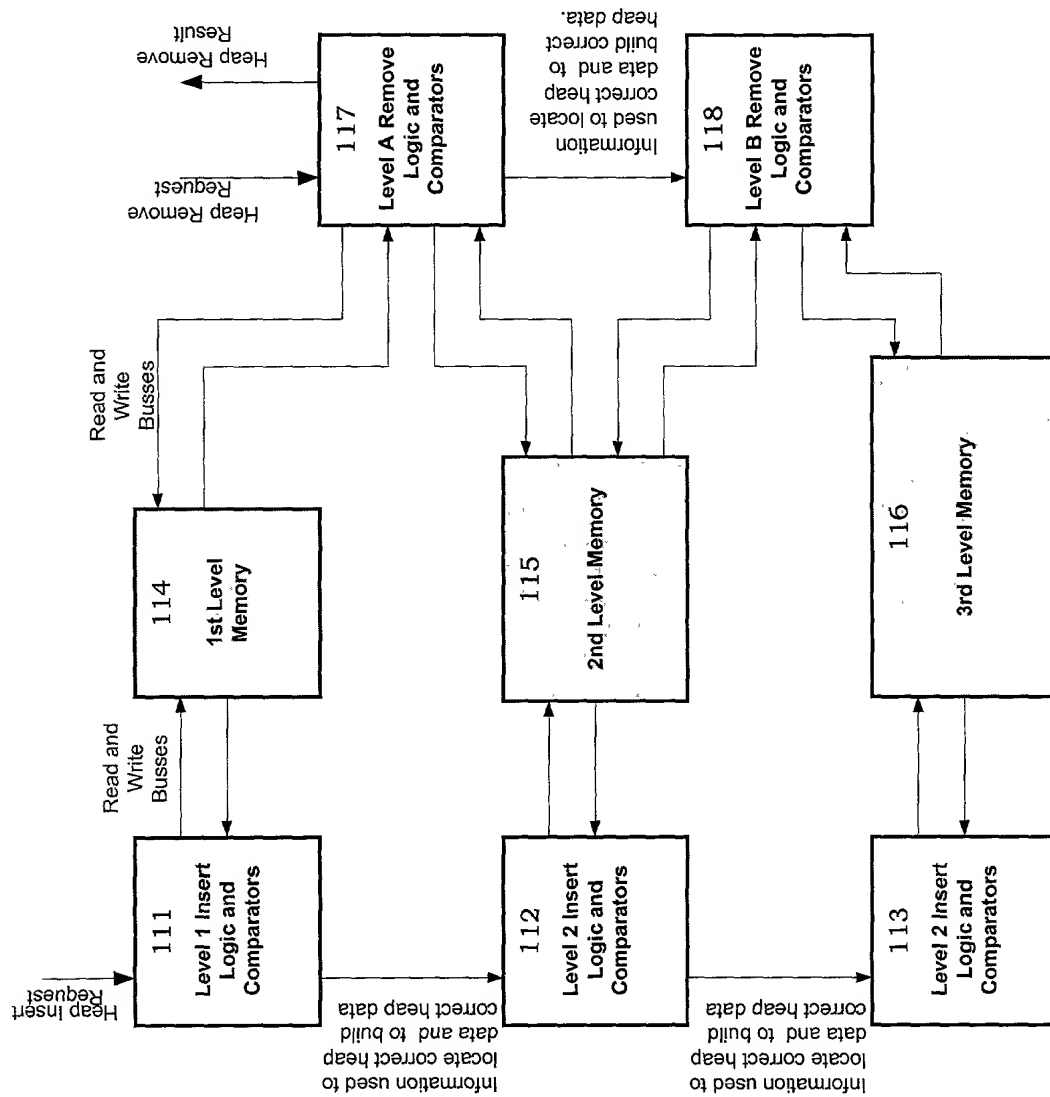 Heap Insert
Request
111
Level 1 Insert
Logic and
Comparators
Read and
Write
Busses
114
1st Level
Memory
Read and
Write
Busses
Heap Remove
Request
Heap Remove
Result
117
Level A Remove
Logic and
Comparators
Information used to
locate correct heap
data and to build
correct heap data
112
Level 2 Insert
Logic and
Comparators
115
2nd Level Memory
Information
used to locate
correct heap
data and to
build correct
heap data.
118
Level B Remove
Logic and
Comparators
Information used to
locate correct heap
data and to build
correct heap data
113
Level 2 Insert
Logic and
Comparators
116
3rd Level Memory